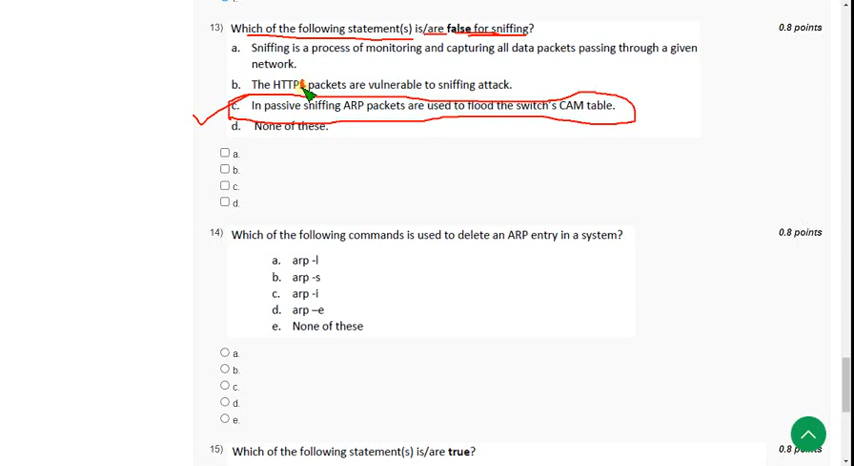 13) Which of the following statement(s) is/are false for sniffing? 0.8 points
a. Sniffing is a process of monitoring and capturing all data packets passing through a given
network.
b. The HTTP packets are vulnerable to sniffing attack.
c. In passive sniffing ARP packets are used to flood the switch's CAM table.
d. None of these.
a.
b.
c.
d.
14) Which of the following commands is used to delete an ARP entry in a system? 0.8 points
a. arp -l
b. arp -s
c. arp -i
d. arp –e
e. None of these
a.
b.
c.
d.
e.
15) Which of the following statement(s) is/are true? 0.8 points